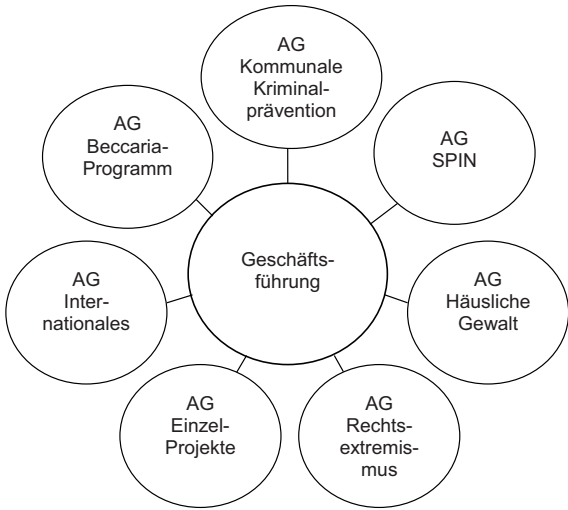 AG
Kommunale
Kriminal-
prävention
AG
Beccaria-
Programm
AG
SPIN
Geschäfts-
führung
AG
Inter-
nationales
AG
Häusliche
Gewalt
AG
Einzel-
Projekte
AG
Rechts-
extremis-
mus